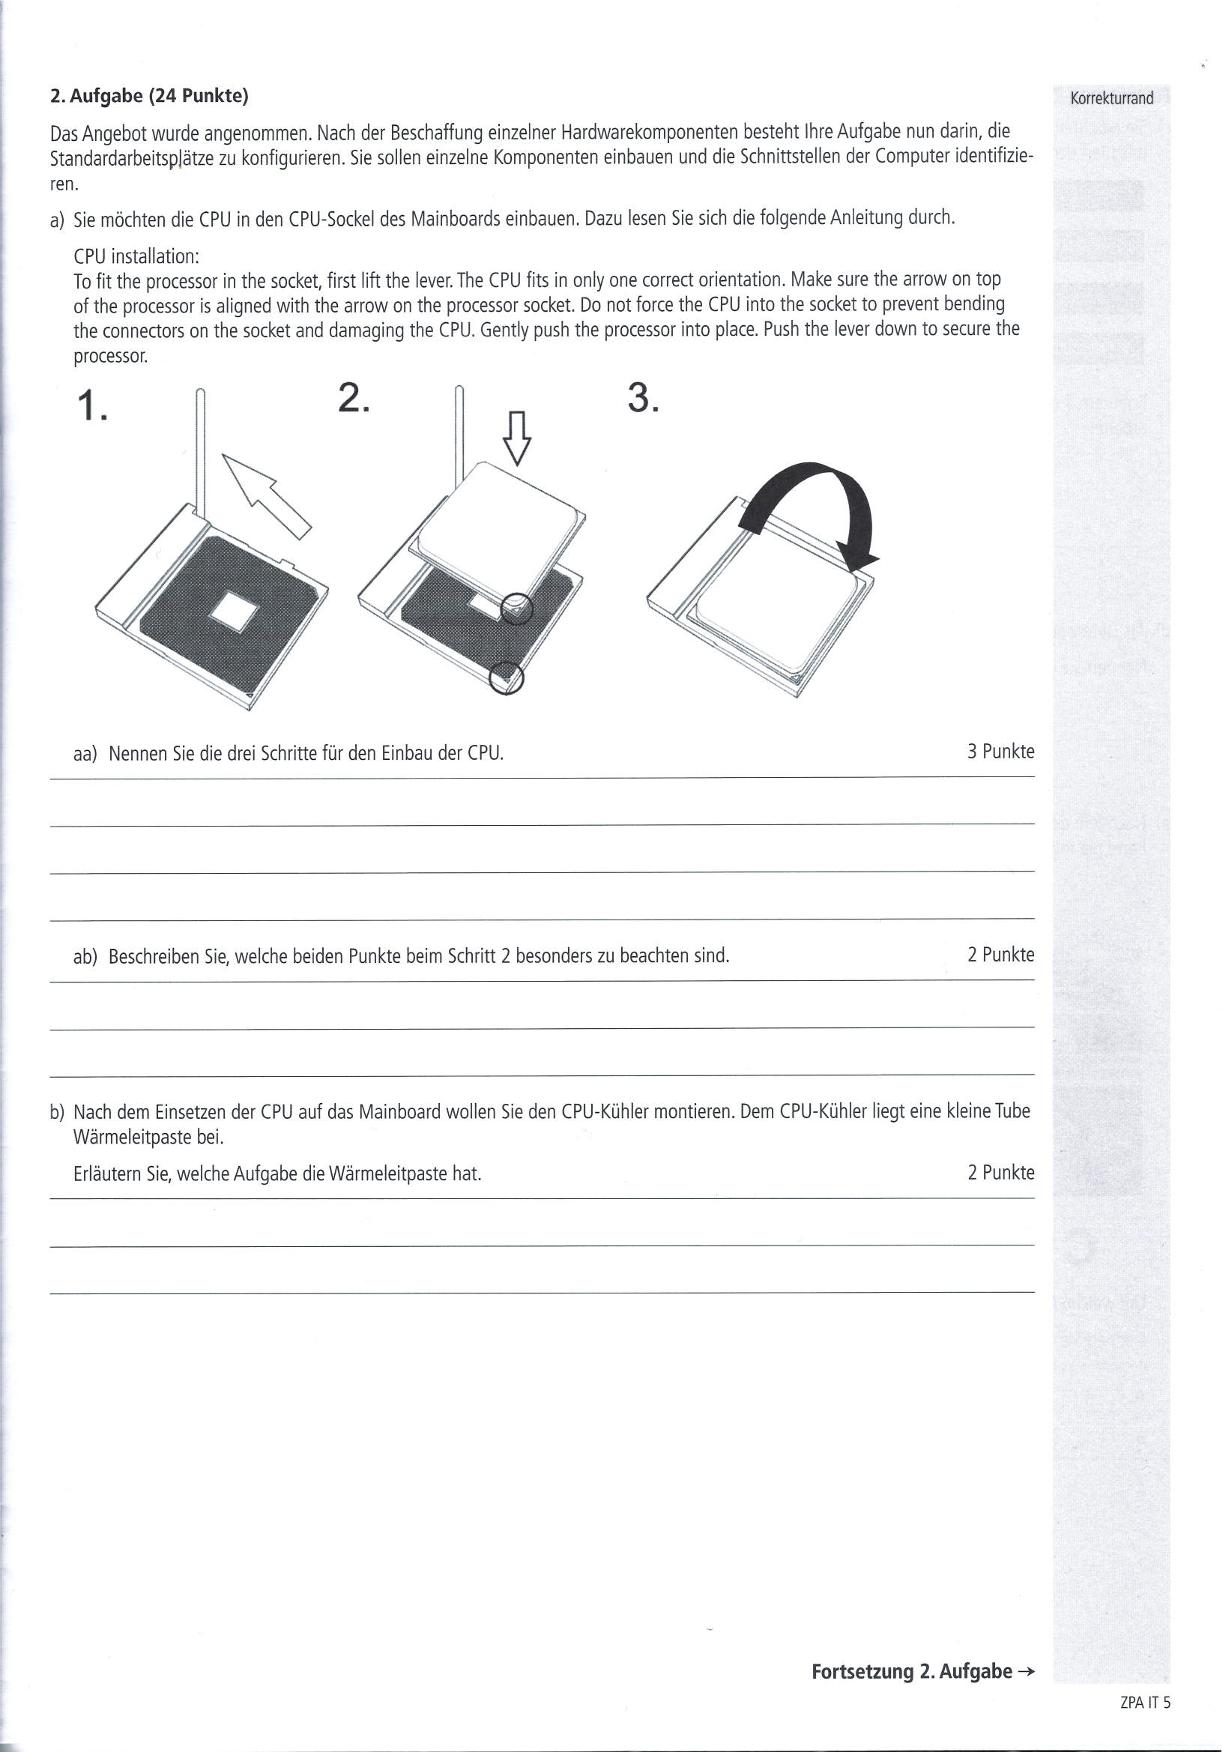 2. Aufgabe (24 Punkte)
Korrekturrand
Das Angebot wurde angenommen. Nach der Beschaffung einzelner Hardwarekomponenten besteht Ihre Aufgabe nun darin, die
Standardarbeitsplätze zu konfigurieren. Sie sollen einzelne Komponenten einbauen und die Schnittstellen der Computer identifizie-
ren.
a) Sie möchten die CPU in den CPU-Sockel des Mainboards einbauen. Dazu lesen Sie sich die folgende Anleitung durch.
CPU installation:
To fit the processor in the socket, first lift the lever. The CPU fits in only one correct orientation. Make sure the arrow on top
of the processor is aligned with the arrow on the processor socket. Do not force the CPU into the socket to prevent bending
the connectors on the socket and damaging the CPU. Gently push the processor into place. Push the lever down to secure the
processor.
1. 2. 3.
aa) Nennen Sie die drei Schritte für den Einbau der CPU. 3 Punkte
ab) Beschreiben Sie, welche beiden Punkte beim Schritt 2 besonders zu beachten sind. 2 Punkte
b) Nach dem Einsetzen der CPU auf das Mainboard wollen Sie den CPU-Kühler montieren. Dem CPU-Kühler liegt eine kleine Tube
Wärmeleitpaste bei.
Erläutern Sie, welche Aufgabe die Wärmeleitpaste hat. 2 Punkte
Fortsetzung 2. Aufgabe →
ZPA IT 5